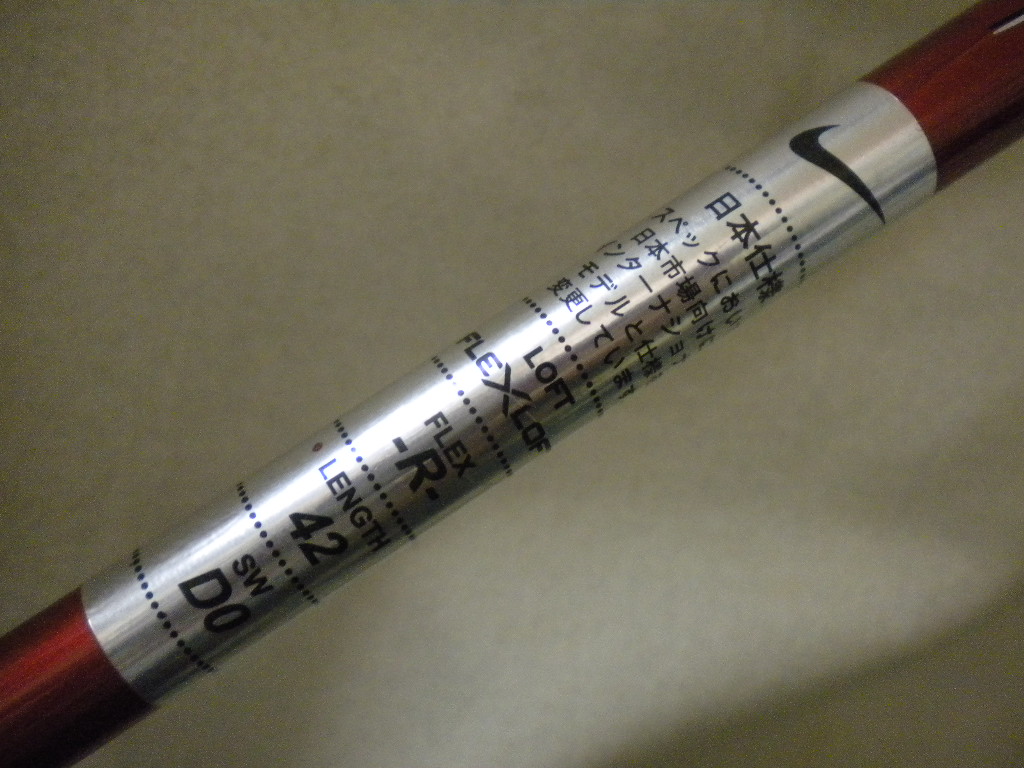 日本仕様
スペックにおい
日本市場向け
ンターナショ
モデルと仕様
変更しています
LOFT
FLEXLOF
FLEX
-R-
LENGTH
42
SW
D0